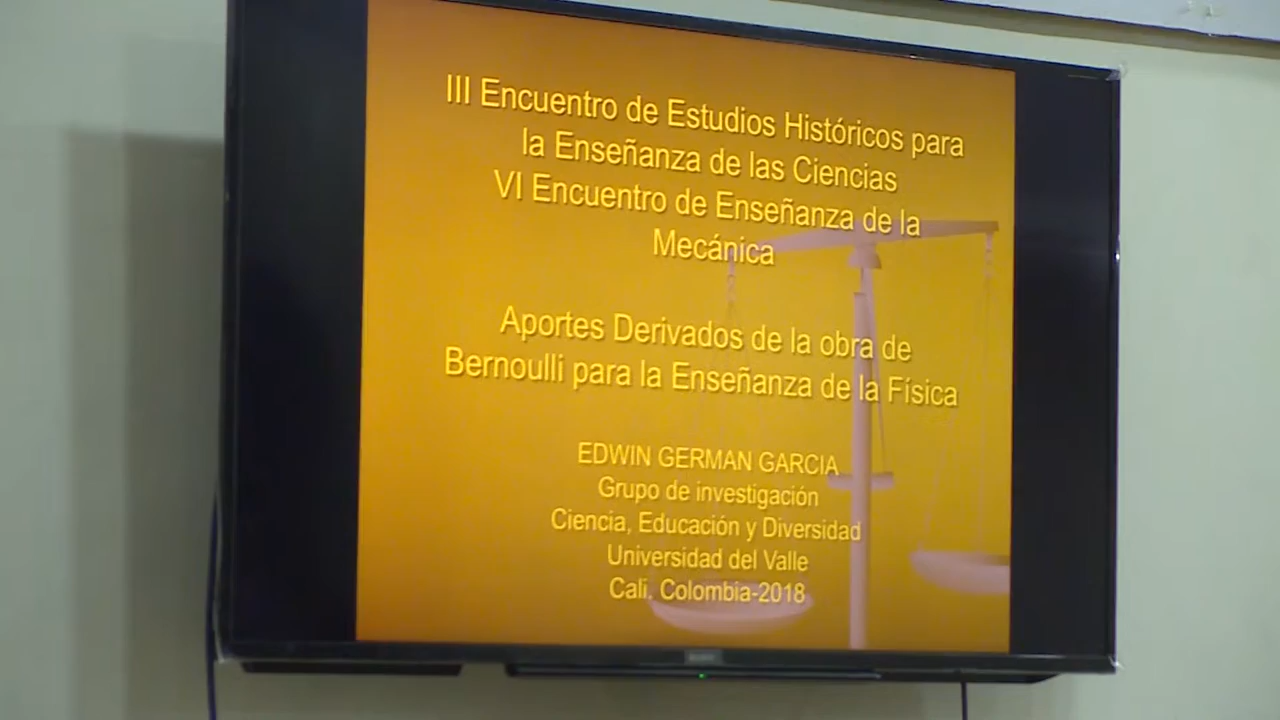 III Encuentro de Estudios Históricos para
la Enseñanza de las Ciencias
VI Encuentro de Enseñanza de la
Mecánica
Aportes Derivados de la obra de
Bernoulli para la Enseñanza de la Física
EDWIN GERMAN GARCIA
Grupo de investigación
Ciencia, Educación y Diversidad
Universidad del Valle
Cali. Colombia-2018